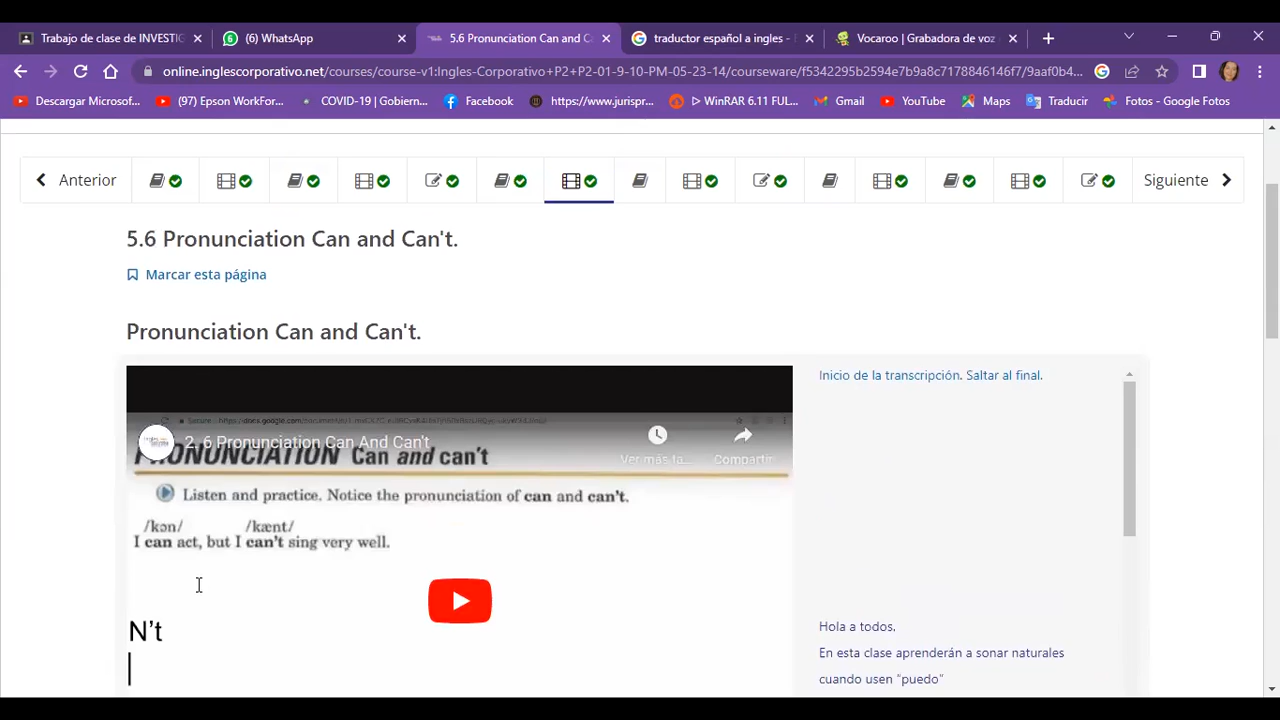 Trabajo de clase de INVESTIG
(6) WhatsApp
5.6 Pronunciation Can and C
traductor español a ingles -
Vocaroo | Grabadora de voz
online.inglescorporativo.net/courses/course-v1:Ingles-Corporativo+P2+P2-01-9-10-PM-05-23-14/courseware/f5342295b2594e7b9a8c7178846146f7/9aaf0b4...
Descargar Microsof...
(97) Epson WorkFor...
COVID-19 | Gobiern...
Facebook
https://www.jurispr...
WinRAR 6.11 FUL...
Gmail
YouTube
Maps
Traducir
Fotos - Google Fotos
Anterior
Siguiente
5.6 Pronunciation Can and Can't.
Marcar esta página
Pronunciation Can and Can't.
Inicio de la transcripción. Saltar al final.
2. 6 Pronunciation Can And Can't
PRONUNCIATION Can and can't
Ver más ta...
Compartir
Listen and practice. Notice the pronunciation of can and can't.
/kən/ /kænt/
I can act, but I can't sing very well.
N't
Hola a todos.
En esta clase aprenderán a sonar naturales
cuando usen "puedo"